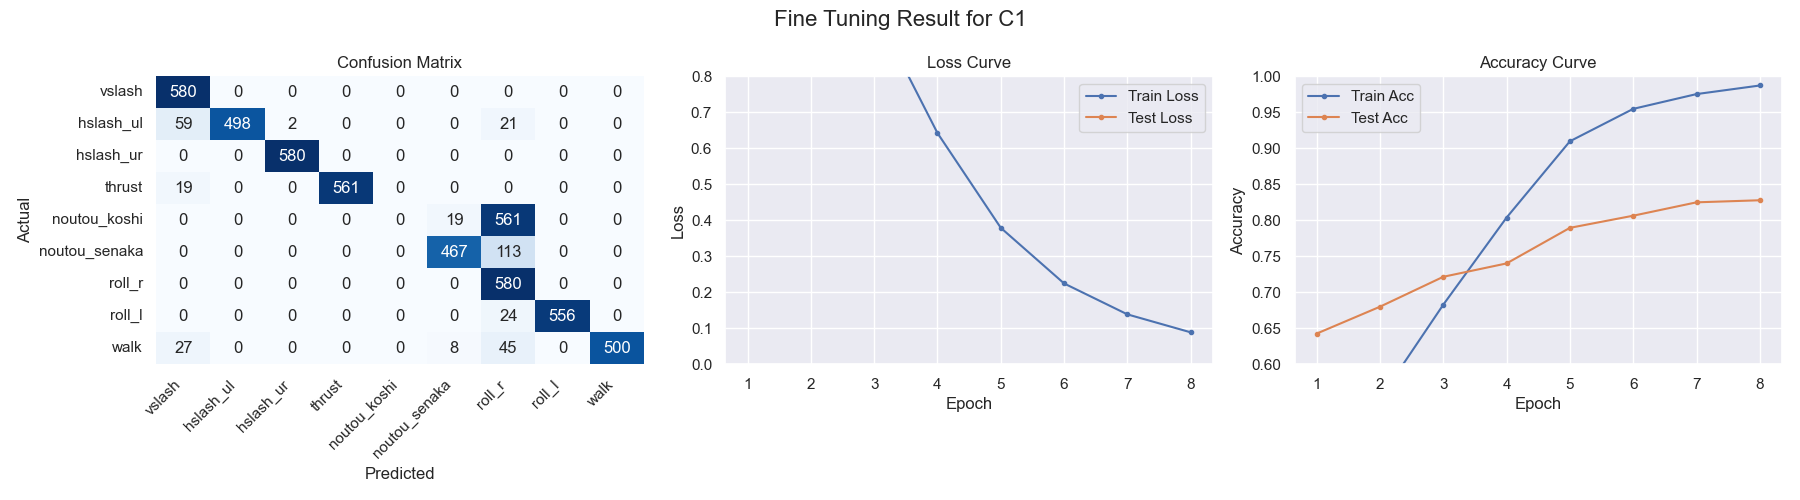 Fine Tuning Result for C1
Confusion Matrix
Actual
vslash 580 0 0 0 0 0 0 0 0
hslash_ul 59 498 2 0 0 0 21 0 0
hslash_ur 0 0 580 0 0 0 0 0 0
thrust 19 0 0 561 0 0 0 0 0
noutou_koshi 0 0 0 0 0 19 561 0 0
noutou_senaka 0 0 0 0 0 467 113 0 0
roll_r 0 0 0 0 0 0 580 0 0
roll_l 0 0 0 0 0 0 24 556 0
walk 27 0 0 0 0 8 45 0 500
vslash hslash_ul hslash_ur thrust noutou_koshi noutou_senaka roll_r roll_l walk
Predicted
Loss Curve
Train Loss
Test Loss
Loss
0.8
0.7
0.6
0.5
0.4
0.3
0.2
0.1
0.0
1 2 3 4 5 6 7 8
Epoch
Accuracy Curve
Train Acc
Test Acc
Accuracy
1.00
0.95
0.90
0.85
0.80
0.75
0.70
0.65
0.60
1 2 3 4 5 6 7 8
Epoch